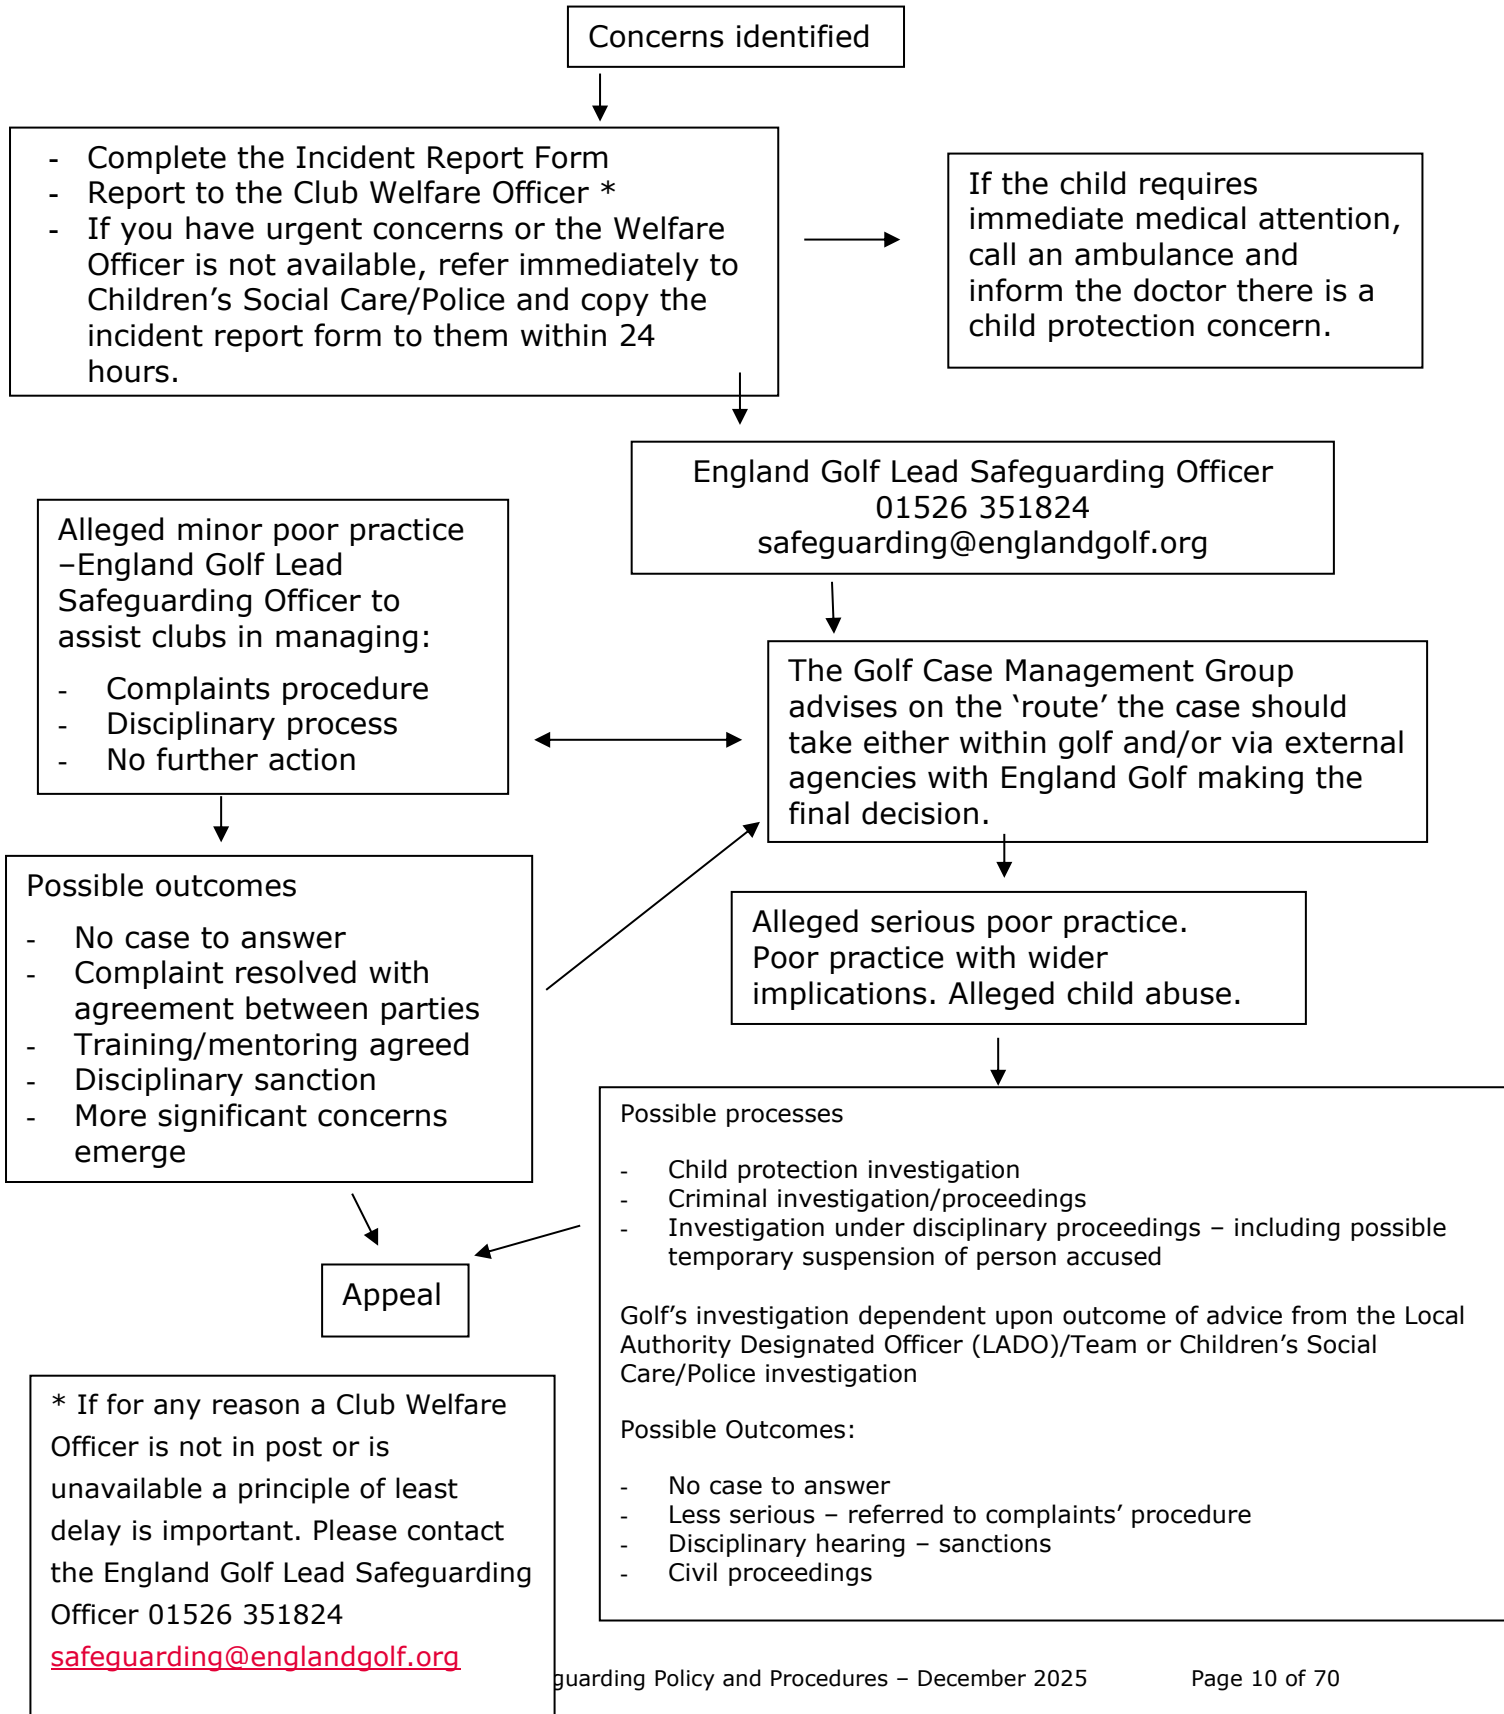 Concerns identified
- Complete the Incident Report Form
- Report to the Club Welfare Officer *
- If you have urgent concerns or the Welfare
Officer is not available, refer immediately to
Children’s Social Care/Police and copy the
incident report form to them within 24
hours.
If the child requires
immediate medical attention,
call an ambulance and
inform the doctor there is a
child protection concern.
England Golf Lead Safeguarding Officer
01526 351824
safeguarding@englandgolf.org
Alleged minor poor practice
–England Golf Lead
Safeguarding Officer to
assist clubs in managing:
- Complaints procedure
- Disciplinary process
- No further action
The Golf Case Management Group
advises on the ‘route’ the case should
take either within golf and/or via external
agencies with England Golf making the
final decision.
Possible outcomes
- No case to answer
- Complaint resolved with
agreement between parties
- Training/mentoring agreed
- Disciplinary sanction
- More significant concerns
emerge
Alleged serious poor practice.
Poor practice with wider
implications. Alleged child abuse.
Possible processes
- Child protection investigation
- Criminal investigation/proceedings
- Investigation under disciplinary proceedings – including possible
temporary suspension of person accused
Golf’s investigation dependent upon outcome of advice from the Local
Authority Designated Officer (LADO)/Team or Children’s Social
Care/Police investigation
Possible Outcomes:
- No case to answer
- Less serious – referred to complaints’ procedure
- Disciplinary hearing – sanctions
- Civil proceedings
Appeal
* If for any reason a Club Welfare
Officer is not in post or is
unavailable a principle of least
delay is important. Please contact
the England Golf Lead Safeguarding
Officer 01526 351824
safeguarding@englandgolf.org
guarding Policy and Procedures – December 2025 Page 10 of 70